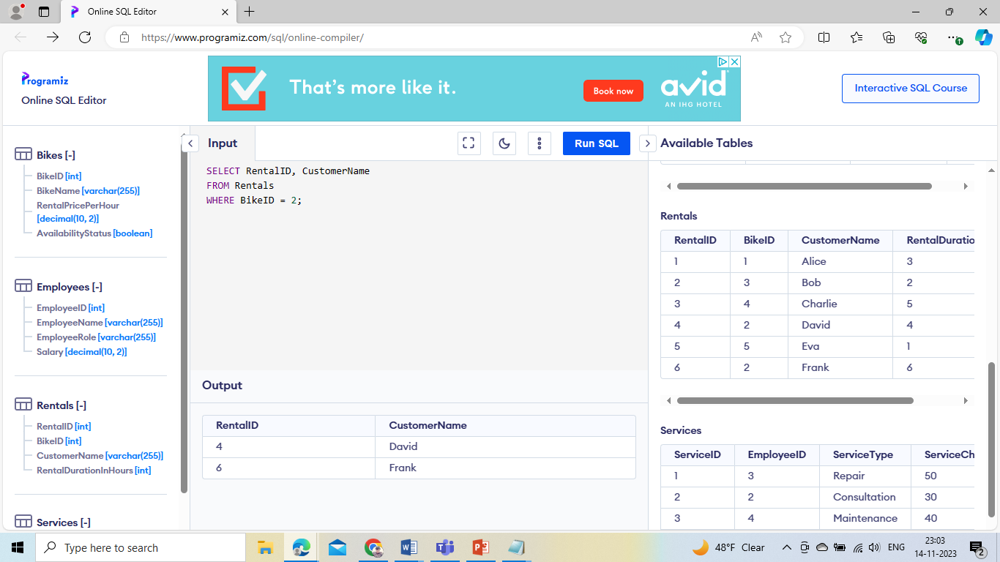 Online SQL Editor
https://www.programiz.com/sql/online-compiler/
Programiz
Online SQL Editor
That's more like it.
Book now
avid
AN IHG HOTEL
Interactive SQL Course
Bikes [-]
BikeID [int]
BikeName [varchar(255)]
RentalPricePerHour
[decimal(10, 2)]
AvailabilityStatus [boolean]
Employees [-]
EmployeeID [int]
EmployeeName [varchar(255)]
EmployeeRole [varchar(255)]
Salary [decimal(10, 2)]
Rentals [-]
RentalID [int]
BikeID [int]
CustomerName [varchar(255)]
RentalDurationInHours [int]
Services [-]
Input
Run SQL
SELECT RentalID, CustomerName
FROM Rentals
WHERE BikeID = 2;
Output
RentalID CustomerName
4 David
6 Frank
Available Tables
Rentals
RentalID BikeID CustomerName RentalDuratio
1 1 Alice 3
2 3 Bob 2
3 4 Charlie 5
4 2 David 4
5 5 Eva 1
6 2 Frank 6
Services
ServiceID EmployeeID ServiceType ServiceCh
1 3 Repair 50
2 2 Consultation 30
3 4 Maintenance 40
Type here to search
48°F Clear
ENG
23:03
14-11-2023
2